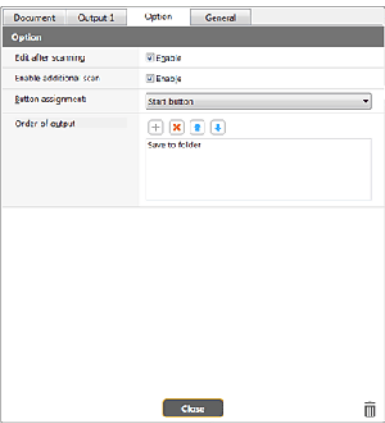 Document Output 1 Option General
Option
Edit after scanning Enable
Enable additional scan Enable
Button assignment: Start button
Order of output
Save to folder
Close